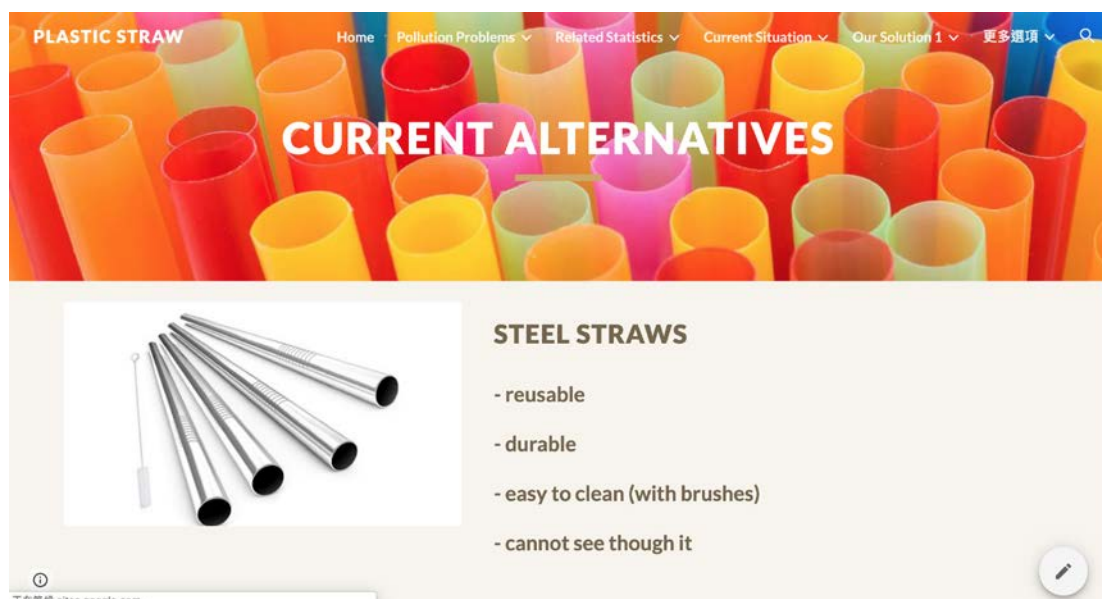 PLASTIC STRAW
Home Pollution Problems Related Statistics Current Situation Our Solution 1 更多選項
CURRENT ALTERNATIVES
STEEL STRAWS
- reusable
- durable
- easy to clean (with brushes)
- cannot see though it